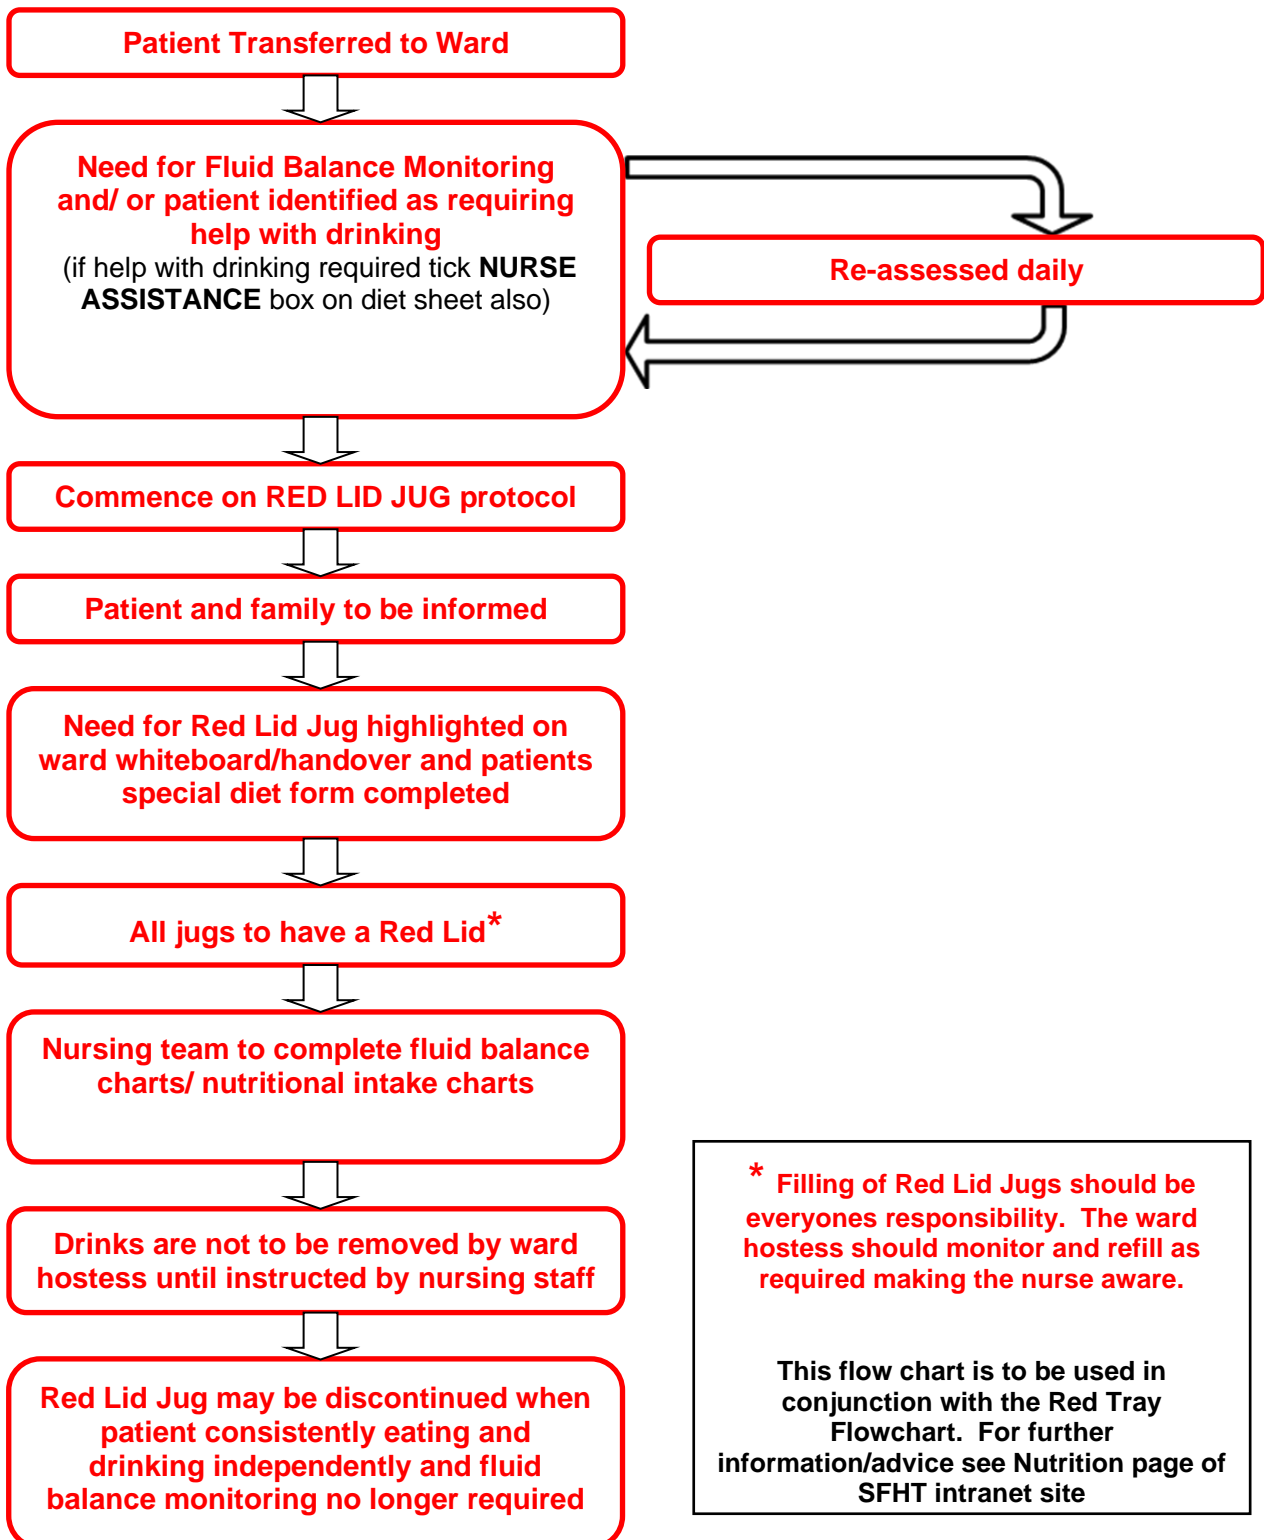 Patient Transferred to Ward
Need for Fluid Balance Monitoring
and/ or patient identified as requiring
help with drinking
(if help with drinking required tick NURSE
ASSISTANCE box on diet sheet also)
Re-assessed daily
Commence on RED LID JUG protocol
Patient and family to be informed
Need for Red Lid Jug highlighted on
ward whiteboard/handover and patients
special diet form completed
All jugs to have a Red Lid*
Nursing team to complete fluid balance
charts/ nutritional intake charts
Drinks are not to be removed by ward
hostess until instructed by nursing staff
Red Lid Jug may be discontinued when
patient consistently eating and
drinking independently and fluid
balance monitoring no longer required
* Filling of Red Lid Jugs should be
everyones responsibility. The ward
hostess should monitor and refill as
required making the nurse aware.
This flow chart is to be used in
conjunction with the Red Tray
Flowchart. For further
information/advice see Nutrition page of
SFHT intranet site